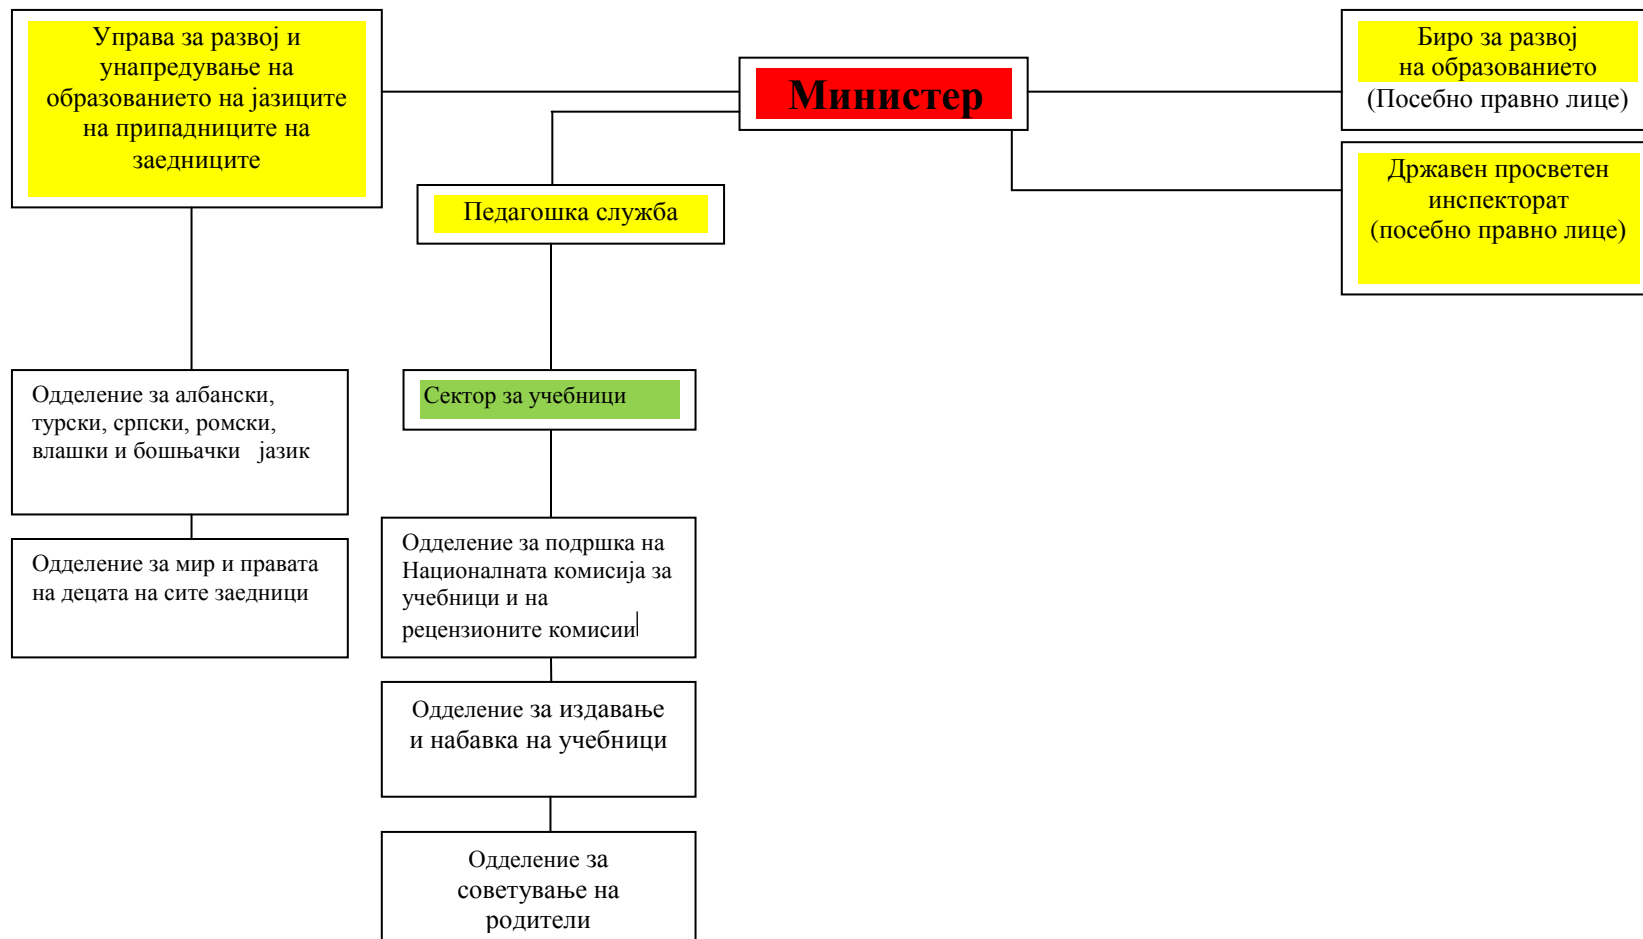 Управа за развој и
унапредување на
образованието на јазиците
на припадниците на
заедниците
Министер
Биро за развој
на образованието
(Посебно правно лице)
Државен просветен
инспекторат
(посебно правно лице)
Педагошка служба
Одделение за албански,
турски, српски, ромски,
влашки и бошњачки јазик
Сектор за учебници
Одделение за мир и правата
на децата на сите заедници
Одделение за подршка на
Националната комисија за
учебници и на
рецензионите комисии
Одделение за издавање
и набавка на учебници
Одделение за
советување на
родители